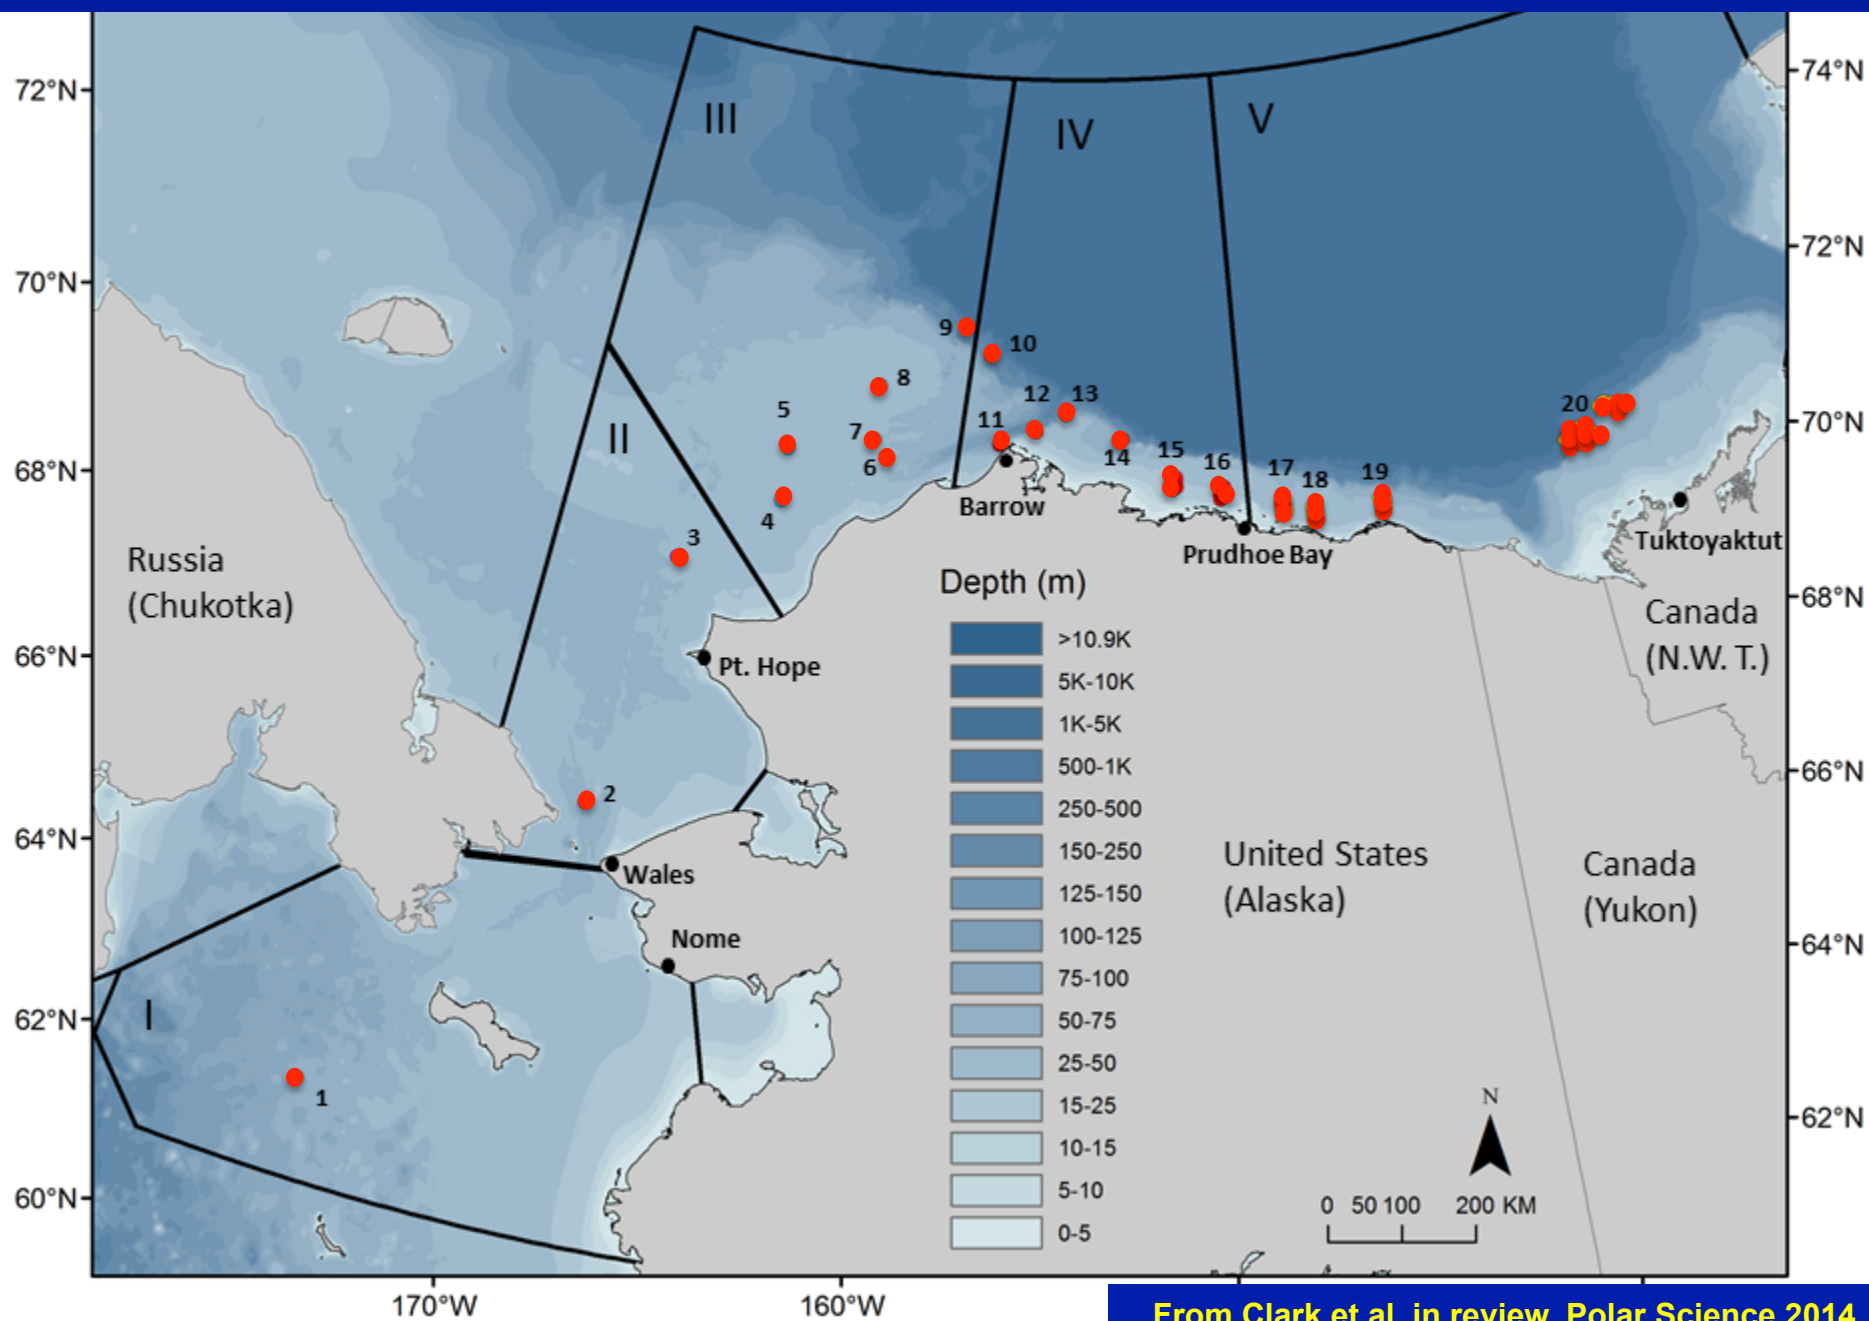 72°N
70°N
68°N
66°N
64°N
62°N
60°N
74°N
72°N
70°N
68°N
66°N
64°N
62°N
170°W
160°W
III
IV
V
II
I
9
10
8
5
7
6
4
3
12
13
11
14
15
16
17
18
19
20
2
1
Barrow
Prudhoe Bay
Tuktoyaktut
Pt. Hope
Wales
Nome
Russia
(Chukotka)
Canada
(N.W. T.)
United States
(Alaska)
Canada
(Yukon)
Depth (m)
>10.9K
5K-10K
1K-5K
500-1K
250-500
150-250
125-150
100-125
75-100
50-75
25-50
15-25
10-15
5-10
0-5
N
0 50 100 200 KM
From Clark et al. in review, Polar Science 2014